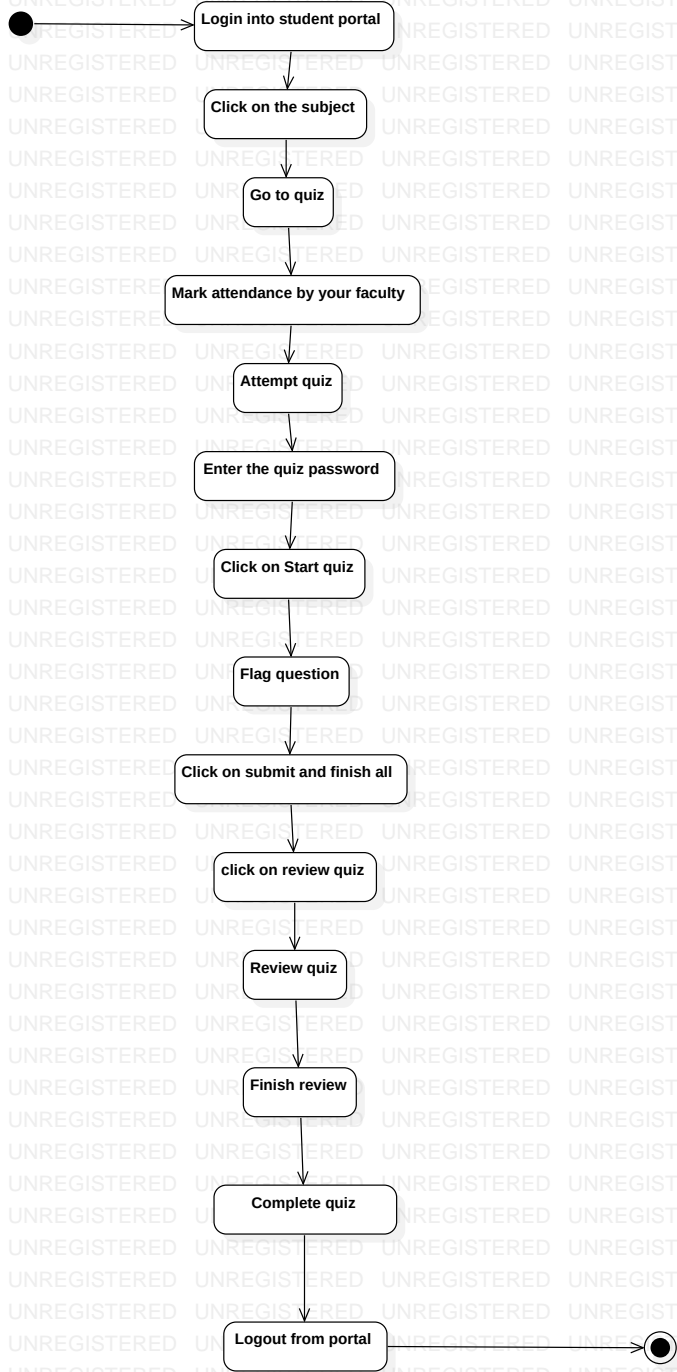 Login into student portal
Click on the subject
Go to quiz
Mark attendance by your faculty
Attempt quiz
Enter the quiz password
Click on Start quiz
Flag question
Click on submit and finish all
click on review quiz
Review quiz
Finish review
Complete quiz
Logout from portal
UNREGISTERED